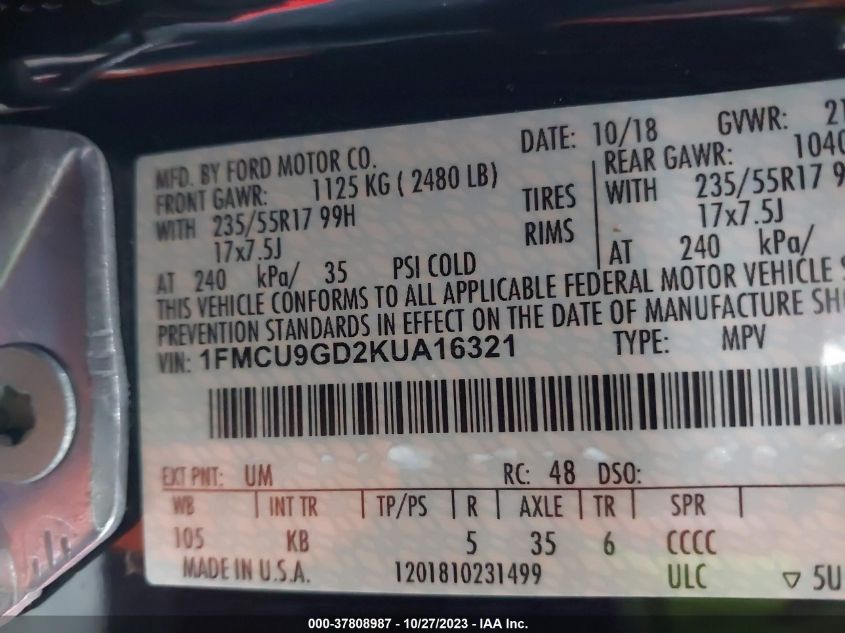 MFD. BY FORD MOTOR CO. DATE: 10/18 GVWR: 21
FRONT GAWR: 1125 KG ( 2480 LB) REAR GAWR: 1040
WITH 235/55R17 99H TIRES WITH 235/55R17 9
17x7.5J RIMS 17x7.5J
AT 240 kPa/ 35 PSI COLD AT 240 kPa/
THIS VEHICLE CONFORMS TO ALL APPLICABLE FEDERAL MOTOR VEHICLE S
PREVENTION STANDARDS IN EFFECT ON THE DATE OF MANUFACTURE SHO
VIN: 1FMCU9GD2KUA16321 TYPE: MPV
EXT PNT: UM RC: 48 DSO:
WB INT TR TP/PS R AXLE TR SPR
105 KB 5 35 6 CCCC
MADE IN U.S.A. 1201810231499 ULC ▽ 5U
000-37808987 - 10/27/2023 - IAA Inc.